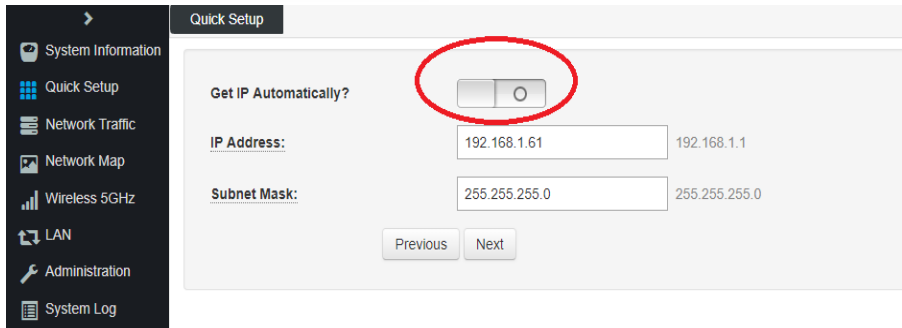 Quick Setup
System Information
Quick Setup
Network Traffic
Network Map
Wireless 5GHz
LAN
Administration
System Log
Get IP Automatically?
IP Address: 192.168.1.61 192.168.1.1
Subnet Mask: 255.255.255.0 255.255.255.0
Previous Next